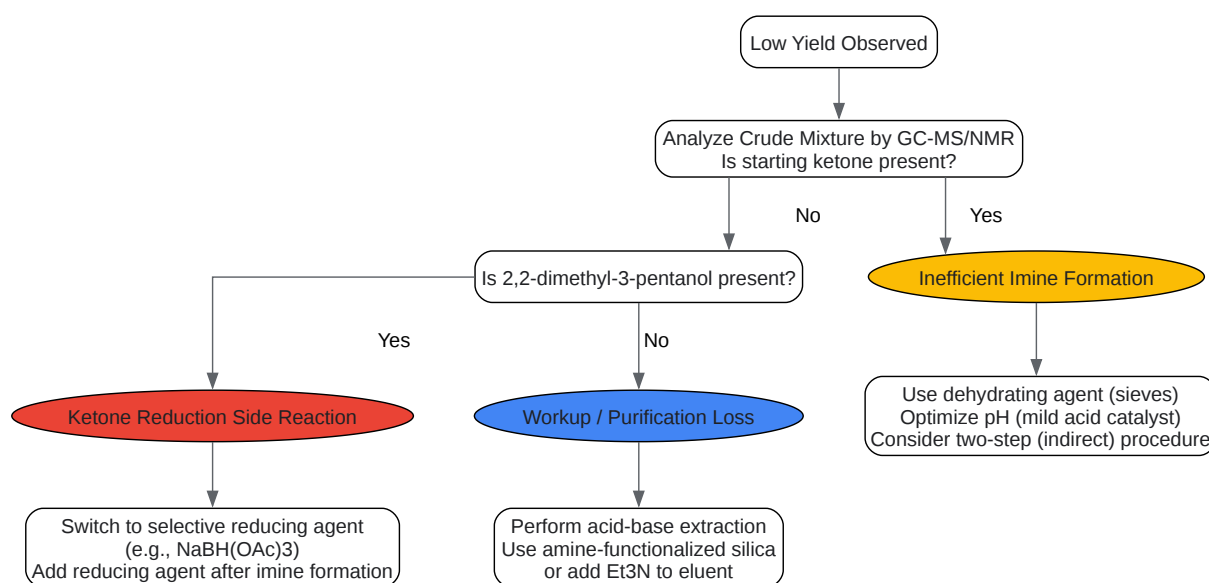 Low Yield Observed
Analyze Crude Mixture by GC-MS/NMR
Is starting ketone present?
No
Yes
Is 2,2-dimethyl-3-pentanol present?
Inefficient Imine Formation
Yes
No
Use dehydrating agent (sieves)
Optimize pH (mild acid catalyst)
Consider two-step (indirect) procedure
Ketone Reduction Side Reaction
Workup / Purification Loss
Switch to selective reducing agent
(e.g., NaBH(OAc)3)
Add reducing agent after imine formation
Perform acid-base extraction
Use amine-functionalized silica
or add Et3N to eluent